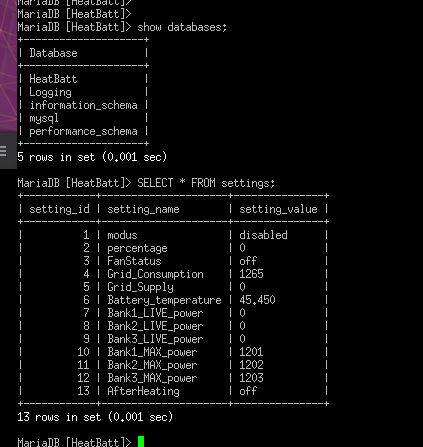 MariaDB [HeatBatt]>
MariaDB [HeatBatt]>
MariaDB [HeatBatt]> show databases;
+--------------------+
| Database           |
+--------------------+
| HeatBatt           |
| Logging            |
| information_schema |
| mysql              |
| performance_schema |
+--------------------+
5 rows in set (0.001 sec)
MariaDB [HeatBatt]> SELECT * FROM settings;
+------------+---------------------+---------------+
| setting_id | setting_name        | setting_value |
+------------+---------------------+---------------+
|          1 | modus               | disabled      |
|          2 | percentage          | 0             |
|          3 | FanStatus           | off           |
|          4 | Grid_Consumption    | 1265          |
|          5 | Grid_Supply         | 0             |
|          6 | Battery_temperature | 45.450        |
|          7 | Bank1_LIVE_power    | 0             |
|          8 | Bank2_LIVE_power    | 0             |
|          9 | Bank3_LIVE_power    | 0             |
|         10 | Bank1_MAX_power     | 1201          |
|         11 | Bank2_MAX_power     | 1202          |
|         12 | Bank3_MAX_power     | 1203          |
|         13 | AfterHeating        | off           |
+------------+---------------------+---------------+
13 rows in set (0.001 sec)
MariaDB [HeatBatt]>